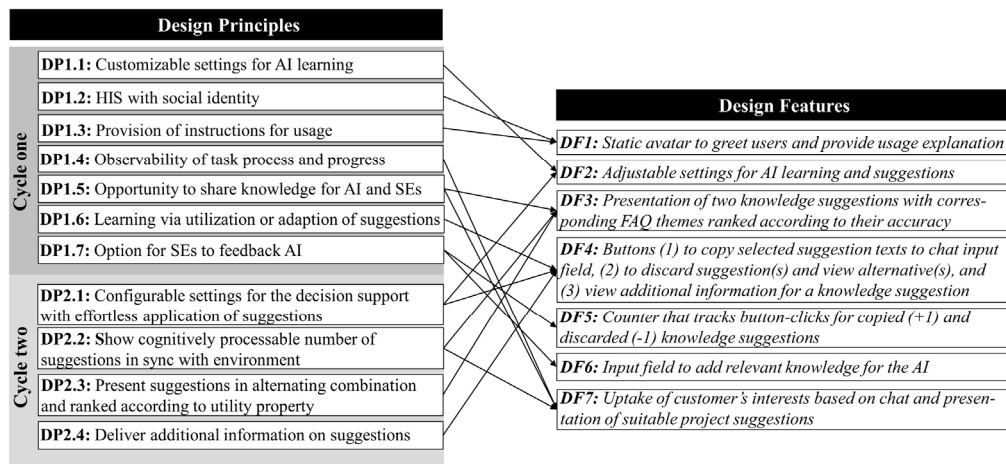 Design Principles
Cycle one
DP1.1: Customizable settings for AI learning
DP1.2: HIS with social identity
DP1.3: Provision of instructions for usage
DP1.4: Observability of task process and progress
DP1.5: Opportunity to share knowledge for AI and SEs
DP1.6: Learning via utilization or adaption of suggestions
DP1.7: Option for SEs to feedback AI
Cycle two
DP2.1: Configurable settings for the decision support
with effortless application of suggestions
DP2.2: Show cognitively processable number of
suggestions in sync with environment
DP2.3: Present suggestions in alternating combination
and ranked according to utility property
DP2.4: Deliver additional information on suggestions
Design Features
DF1: Static avatar to greet users and provide usage explanation
DF2: Adjustable settings for AI learning and suggestions
DF3: Presentation of two knowledge suggestions with corres-
ponding FAQ themes ranked according to their accuracy
DF4: Buttons (1) to copy selected suggestion texts to chat input
field, (2) to discard suggestion(s) and view alternative(s), and
(3) view additional information for a knowledge suggestion
DF5: Counter that tracks button-clicks for copied (+1) and
discarded (-1) knowledge suggestions
DF6: Input field to add relevant knowledge for the AI
DF7: Uptake of customer's interests based on chat and presen-
tation of suitable project suggestions